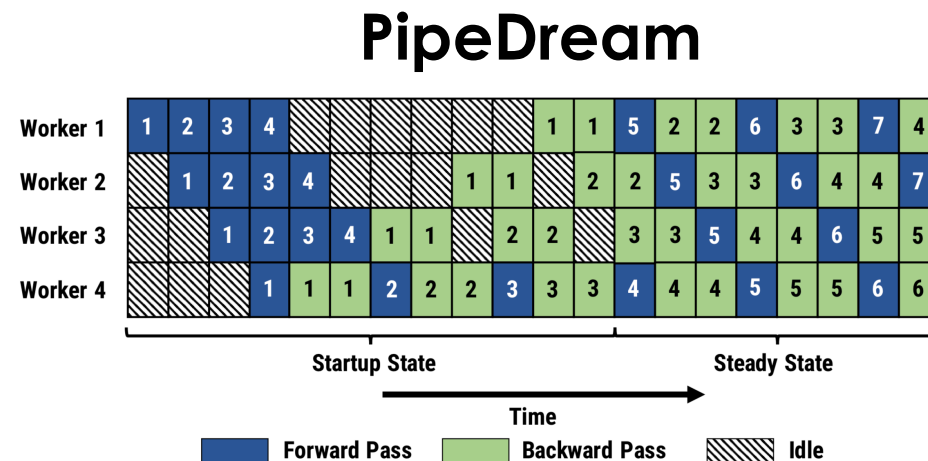 PipeDream
Worker 1 1 2 3 4 1 1 5 2 2 6 3 3 7 4
Worker 2 1 2 3 4 1 1 2 2 5 3 3 6 4 4 7
Worker 3 1 2 3 4 1 1 2 2 3 3 5 4 4 6 5 5
Worker 4 1 1 1 2 2 2 3 3 3 4 4 4 5 5 5 6 6
Startup State Steady State
Time
Forward Pass Backward Pass Idle